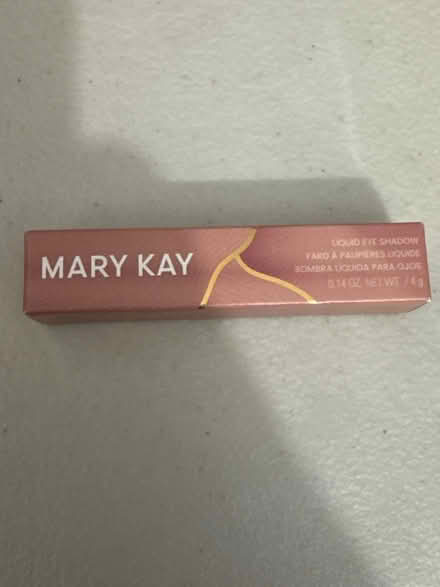 MARY KAY
LIQUID EYE SHADOW
FARD À PAUPIÈRES LIQUIDE
SOMBRA LÍQUIDA PARA OJOS
0.14 OZ. NET WT. / 4 g